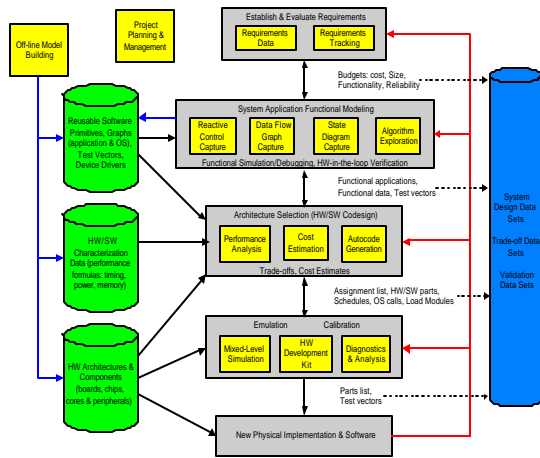 Off-line Model
Building
Project
Planning &
Management
Establish & Evaluate Requirements
Requirements
Data
Requirements
Tracking
Budgets: cost, Size,
Functionality, Reliability
Reusable Software
Primitives, Graphs
(application & OS),
Test Vectors,
Device Drivers
System Application Functional Modeling
Reactive
Control
Capture
Data Flow
Graph
Capture
State
Diagram
Capture
Algorithm
Exploration
Functional Simulation/Debugging, HW-in-the-loop Verification
Functional applications,
Functional data, Test vectors
HW/SW
Characterization
Data (performance
formulas: timing,
power, memory)
Architecture Selection (HW/SW Codesign)
Performance
Analysis
Cost
Estimation
Autocode
Generation
Trade-offs, Cost Estimates
Assignment list, HW/SW parts,
Schedules, OS calls, Load Modules
HW Architectures &
Components
(boards, chips,
cores & peripherals)
Emulation
Calibration
Mixed-Level
Simulation
HW
Development
Kit
Diagnostics
& Analysis
Parts list,
Test vectors
New Physical Implementation & Software
System
Design Data
Sets
Trade-off Data
Sets
Validation
Data Sets